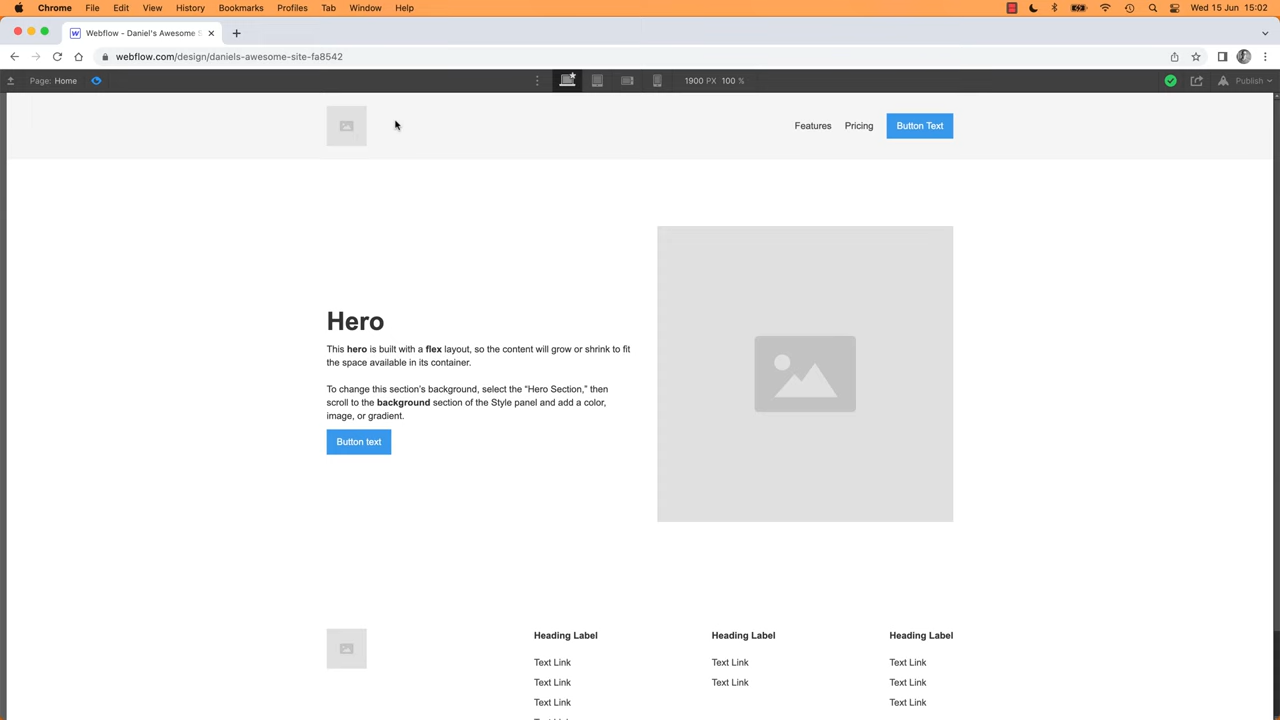 Chrome File Edit View History Bookmarks Profiles Tab Window Help Wed 15 Jun 15:02
Webflow - Daniel's Awesome S
webflow.com/design/daniels-awesome-site-fa8542
Page: Home 1900 PX 100 % Publish
Features Pricing Button Text
Hero
This hero is built with a flex layout, so the content will grow or shrink to fit
the space available in its container.
To change this section's background, select the “Hero Section,” then
scroll to the background section of the Style panel and add a color,
image, or gradient.
Button text
Heading Label Heading Label Heading Label
Text Link Text Link Text Link
Text Link Text Link Text Link
Text Link Text Link